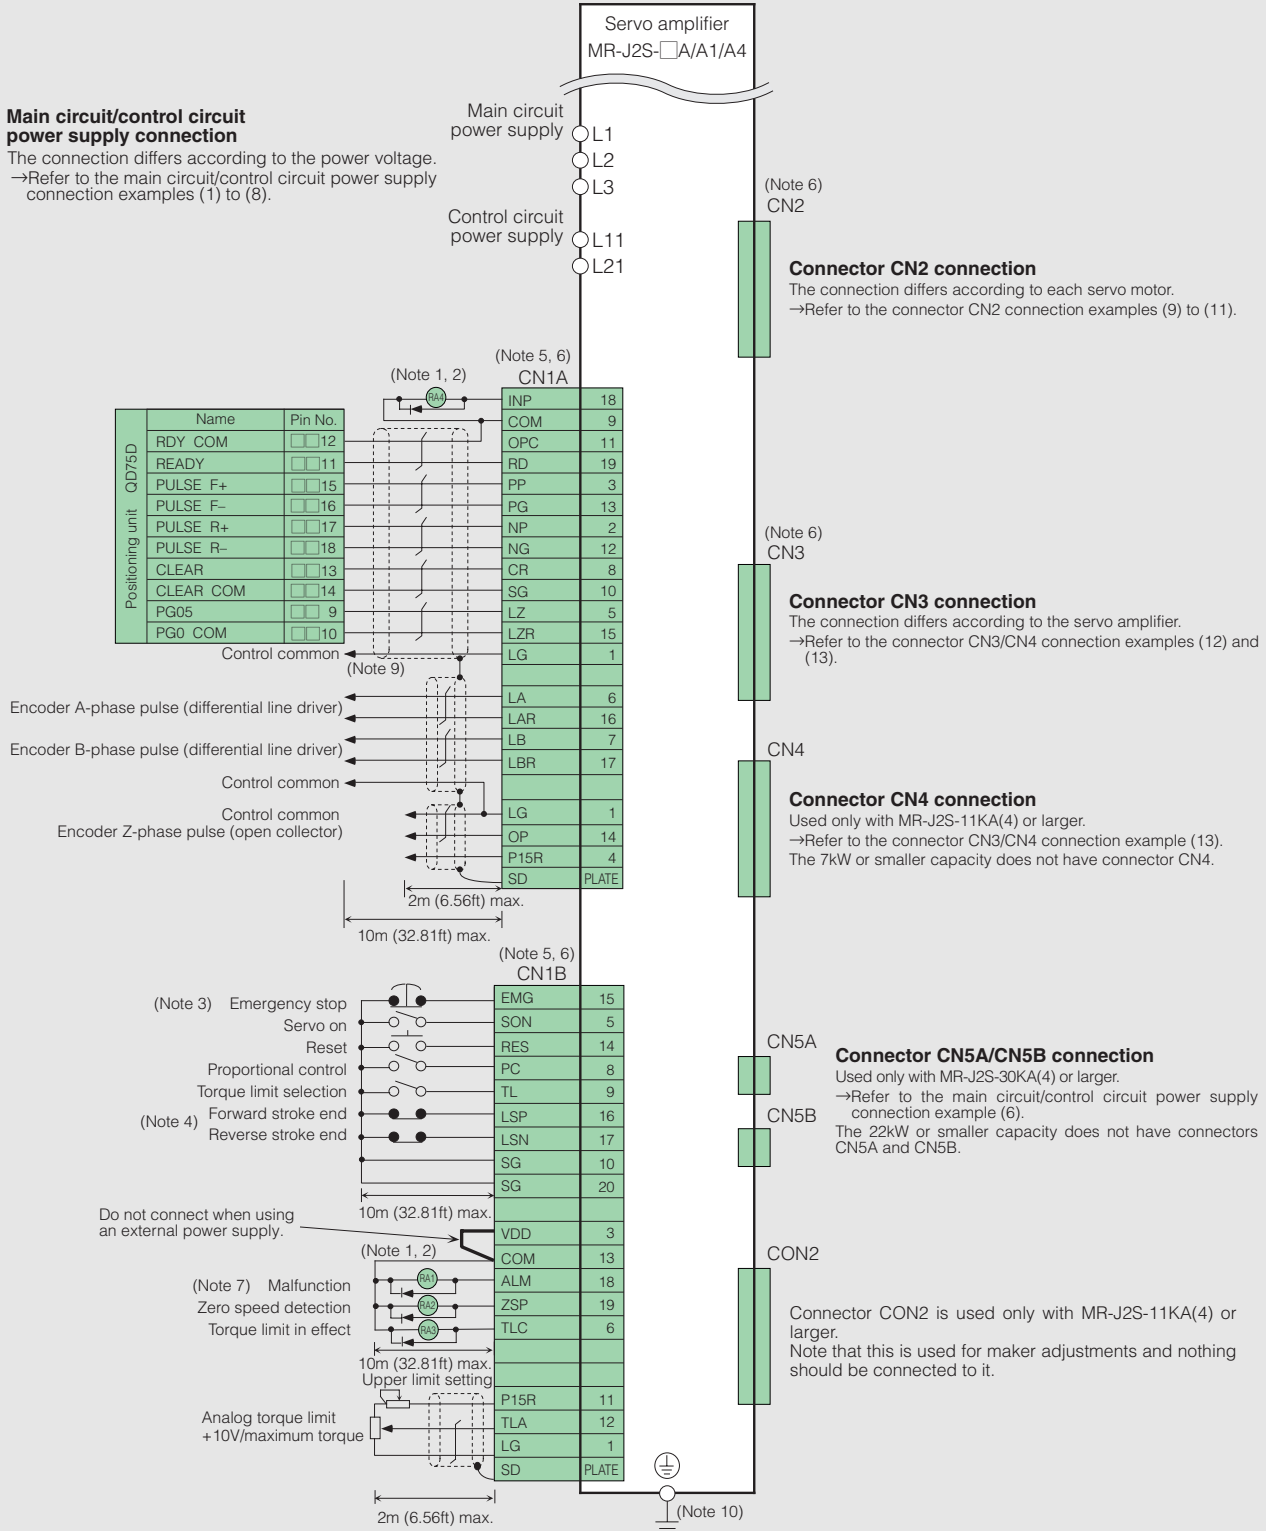 Servo amplifier
MR-J2S-□A/A1/A4
Main circuit/control circuit
power supply connection
The connection differs according to the power voltage.
→Refer to the main circuit/control circuit power supply
connection examples (1) to (8).
Main circuit
power supply
L1
L2
L3
Control circuit
power supply
L11
L21
(Note 6)
CN2
Connector CN2 connection
The connection differs according to each servo motor.
→Refer to the connector CN2 connection examples (9) to (11).
(Note 5, 6)
CN1A
(Note 1, 2)
RA4
INP 18
COM 9
OPC 11
RD 19
PP 3
PG 13
NP 2
NG 12
CR 8
SG 10
LZ 5
LZR 15
LG 1
LA 6
LAR 16
LB 7
LBR 17
LG 1
OP 14
P15R 4
SD PLATE
Positioning unit QD75D
Name Pin No.
RDY COM □□12
READY □□11
PULSE F+ □□15
PULSE F– □□16
PULSE R+ □□17
PULSE R– □□18
CLEAR □□13
CLEAR COM □□14
PG05 □□ 9
PG0 COM □□10
Control common
(Note 9)
Encoder A-phase pulse (differential line driver)
Encoder B-phase pulse (differential line driver)
Control common
Control common
Encoder Z-phase pulse (open collector)
2m (6.56ft) max.
10m (32.81ft) max.
(Note 6)
CN3
Connector CN3 connection
The connection differs according to the servo amplifier.
→Refer to the connector CN3/CN4 connection examples (12) and
(13).
CN4
Connector CN4 connection
Used only with MR-J2S-11KA(4) or larger.
→Refer to the connector CN3/CN4 connection example (13).
The 7kW or smaller capacity does not have connector CN4.
(Note 5, 6)
CN1B
(Note 3) Emergency stop
EMG 15
Servo on
SON 5
Reset
RES 14
Proportional control
PC 8
Torque limit selection
TL 9
(Note 4)
Forward stroke end
LSP 16
Reverse stroke end
LSN 17
SG 10
SG 20
10m (32.81ft) max.
Do not connect when using
an external power supply.
VDD 3
(Note 1, 2)
COM 13
(Note 7) Malfunction
RA1
ALM 18
Zero speed detection
RA2
ZSP 19
Torque limit in effect
RA3
TLC 6
10m (32.81ft) max.
Upper limit setting
P15R 11
Analog torque limit
+10V/maximum torque
TLA 12
LG 1
SD PLATE
2m (6.56ft) max.
CN5A
Connector CN5A/CN5B connection
Used only with MR-J2S-30KA(4) or larger.
→Refer to the main circuit/control circuit power supply
connection example (6).
CN5B
The 22kW or smaller capacity does not have connectors
CN5A and CN5B.
CON2
Connector CON2 is used only with MR-J2S-11KA(4) or
larger.
Note that this is used for maker adjustments and nothing
should be connected to it.
(Note 10)